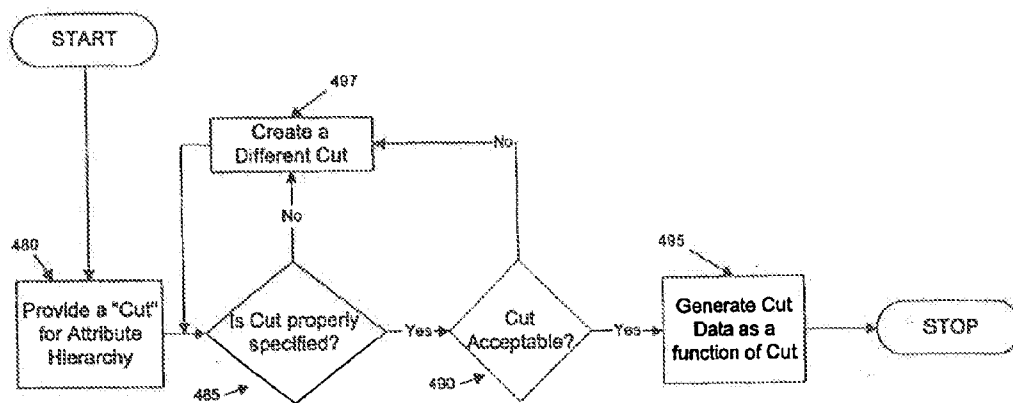 START
497
Create a
Different Cut
No
No
480
Provide a "Cut"
for Attribute
Hierarchy
Is Cut properly
specified?
485
Yes
Cut
Acceptable?
490
Yes
495
Generate Cut
Data as a
function of Cut
STOP